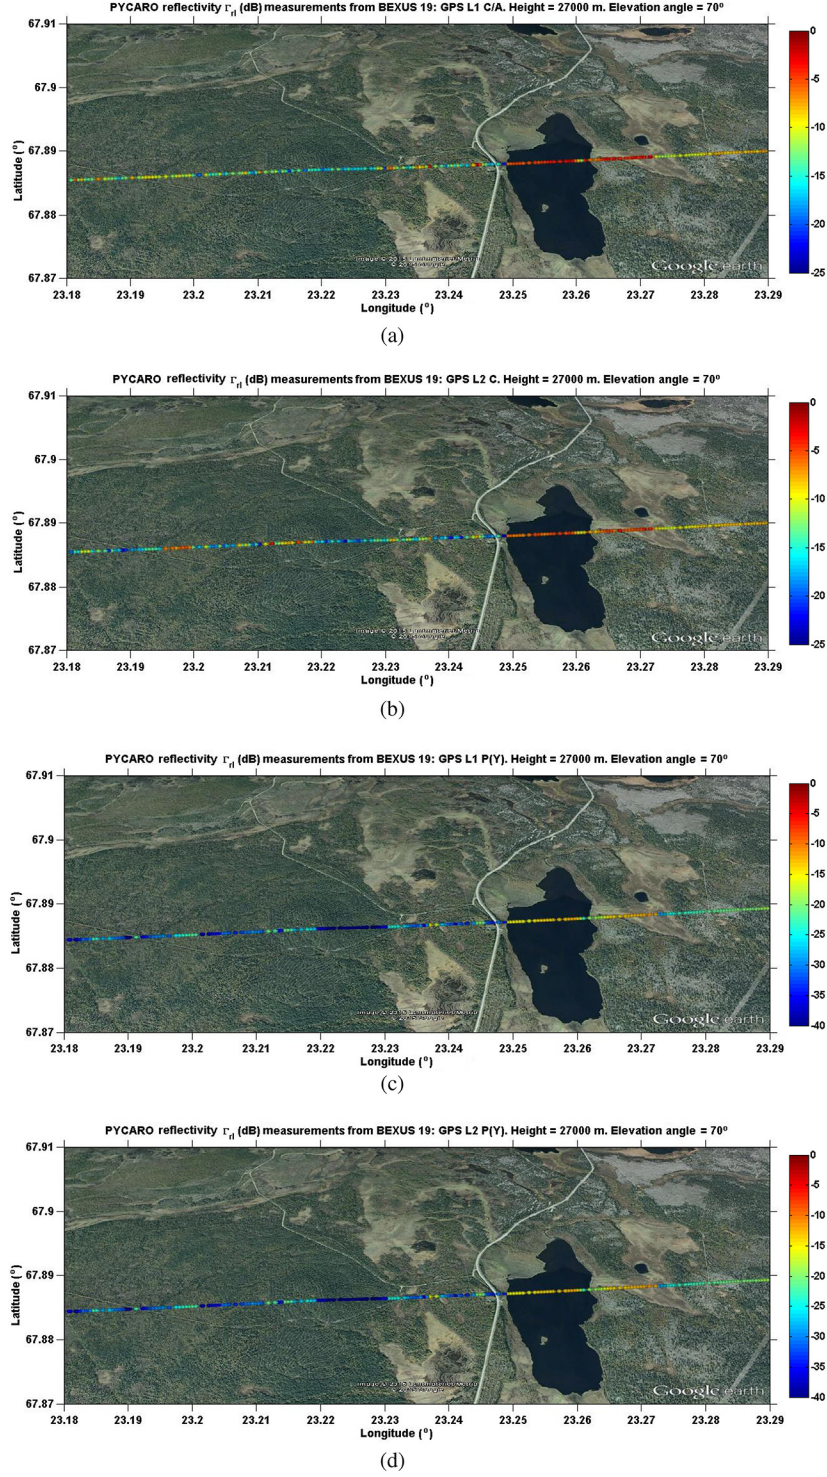 PYCARO reflectivity Γrl (dB) measurements from BEXUS 19: GPS L1 C/A. Height = 27000 m. Elevation angle = 70º
67.91
67.9
67.89
67.88
67.87
Latitude (º)
23.18 23.19 23.2 23.21 23.22 23.23 23.24 23.25 23.26 23.27 23.28 23.29
Longitude (º)
Google earth
0
-5
-10
-15
-20
-25
(a)
PYCARO reflectivity Γrl (dB) measurements from BEXUS 19: GPS L2 C. Height = 27000 m. Elevation angle = 70º
67.91
67.9
67.89
67.88
67.87
Latitude (º)
23.18 23.19 23.2 23.21 23.22 23.23 23.24 23.25 23.26 23.27 23.28 23.29
Longitude (º)
Google earth
0
-5
-10
-15
-20
-25
(b)
PYCARO reflectivity Γrl (dB) measurements from BEXUS 19: GPS L1 P(Y). Height = 27000 m. Elevation angle = 70º
67.91
67.9
67.89
67.88
67.87
Latitude (º)
23.18 23.19 23.2 23.21 23.22 23.23 23.24 23.25 23.26 23.27 23.28 23.29
Longitude (º)
Google earth
0
-5
-10
-15
-20
-25
-30
-35
-40
(c)
PYCARO reflectivity Γrl (dB) measurements from BEXUS 19: GPS L2 P(Y). Height = 27000 m. Elevation angle = 70º
67.91
67.9
67.89
67.88
67.87
Latitude (º)
23.18 23.19 23.2 23.21 23.22 23.23 23.24 23.25 23.26 23.27 23.28 23.29
Longitude (º)
Google earth
0
-5
-10
-15
-20
-25
-30
-35
-40
(d)